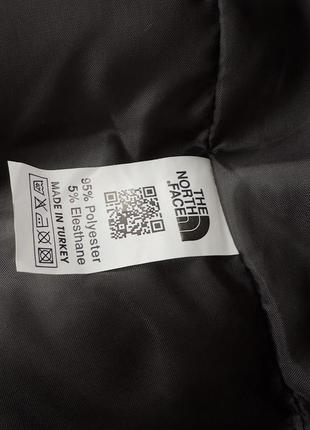 THE
NORTH
FACE
95% Polyester
5% Elesthane
MADE IN TURKEY